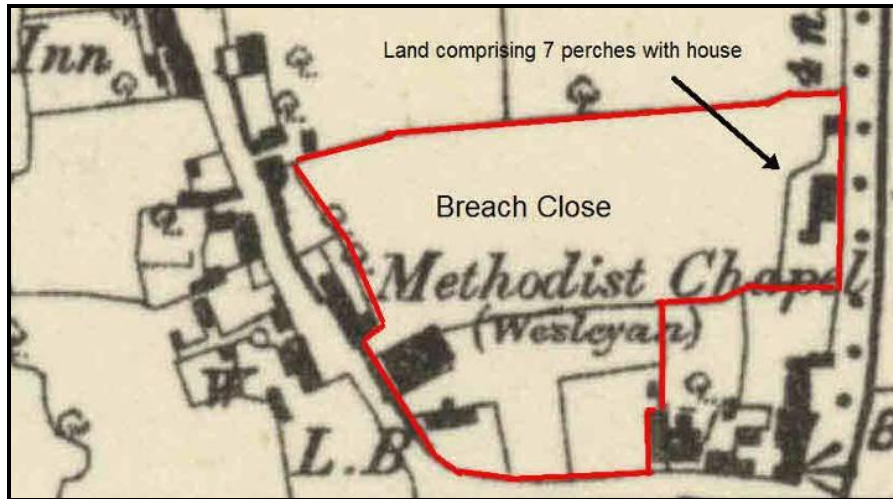 Inn
Land comprising 7 perches with house
Breach Close
Methodist Chapel
(Wesleyan)
W
L.B
B